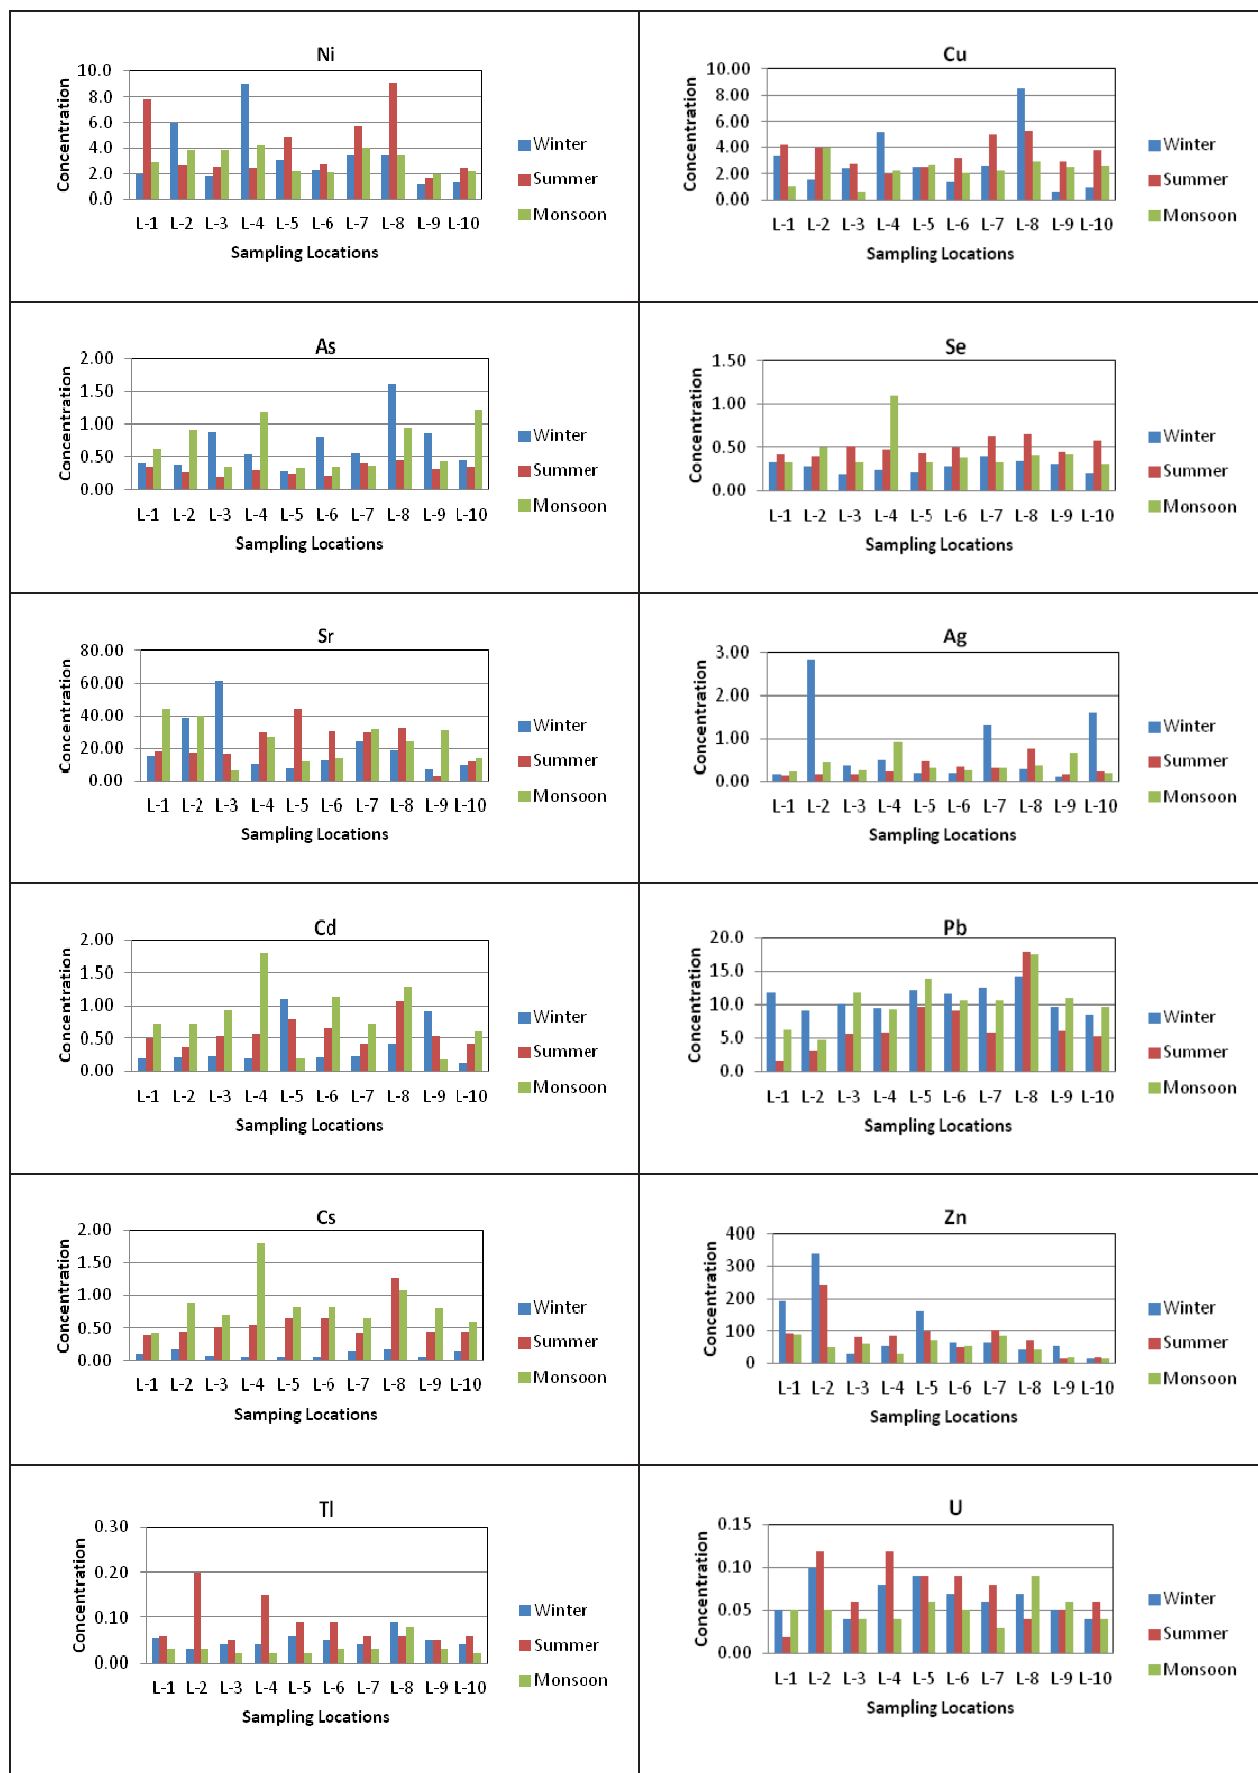 Ni
10.0
8.0
6.0
4.0
2.0
0.0
Concentration
L-1 L-2 L-3 L-4 L-5 L-6 L-7 L-8 L-9 L-10
Sampling Locations
Winter
Summer
Monsoon
Cu
10.00
8.00
6.00
4.00
2.00
0.00
Concentration
L-1 L-2 L-3 L-4 L-5 L-6 L-7 L-8 L-9 L-10
Sampling Locations
Winter
Summer
Monsoon
As
2.00
1.50
1.00
0.50
0.00
Concentration
L-1 L-2 L-3 L-4 L-5 L-6 L-7 L-8 L-9 L-10
Sampling Locations
Winter
Summer
Monsoon
Se
1.50
1.00
0.50
0.00
Concentration
L-1 L-2 L-3 L-4 L-5 L-6 L-7 L-8 L-9 L-10
Sampling Locations
Winter
Summer
Monsoon
Sr
80.00
60.00
40.00
20.00
0.00
Concentration
L-1 L-2 L-3 L-4 L-5 L-6 L-7 L-8 L-9 L-10
Sampling Locations
Winter
Summer
Monsoon
Ag
3.00
2.00
1.00
0.00
Concentration
L-1 L-2 L-3 L-4 L-5 L-6 L-7 L-8 L-9 L-10
Sampling Locations
Winter
Summer
Monsoon
Cd
2.00
1.50
1.00
0.50
0.00
Concentration
L-1 L-2 L-3 L-4 L-5 L-6 L-7 L-8 L-9 L-10
Sampling Locations
Winter
Summer
Monsoon
Pb
20.0
15.0
10.0
5.0
0.0
Concentration
L-1 L-2 L-3 L-4 L-5 L-6 L-7 L-8 L-9 L-10
Sampling Locations
Winter
Summer
Monsoon
Cs
2.00
1.50
1.00
0.50
0.00
Concentration
L-1 L-2 L-3 L-4 L-5 L-6 L-7 L-8 L-9 L-10
Samping Locations
Winter
Summer
Monsoon
Zn
400
300
200
100
0
Concentration
L-1 L-2 L-3 L-4 L-5 L-6 L-7 L-8 L-9 L-10
Sampling Locations
Winter
Summer
Monsoon
Tl
0.30
0.20
0.10
0.00
Concentration
L-1 L-2 L-3 L-4 L-5 L-6 L-7 L-8 L-9 L-10
Sampling Locations
Winter
Summer
Monsoon
U
0.15
0.10
0.05
0.00
Concentration
L-1 L-2 L-3 L-4 L-5 L-6 L-7 L-8 L-9 L-10
Sampling Locations
Winter
Summer
Monsoon